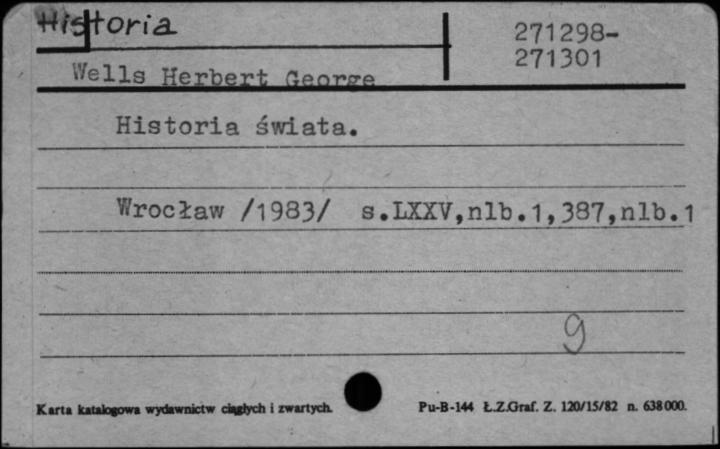 Historia
271298-
271301
Wells Herbert George
Historia świata.
Wrocław /1983/ s.LXXV,nlb.1,387,nlb.1
9
Karta katalogowa wydawnictw ciągłych i zwartych.
Pu-B-144 Ł.Z.Graf. Z. 120/15/82 n. 638000.